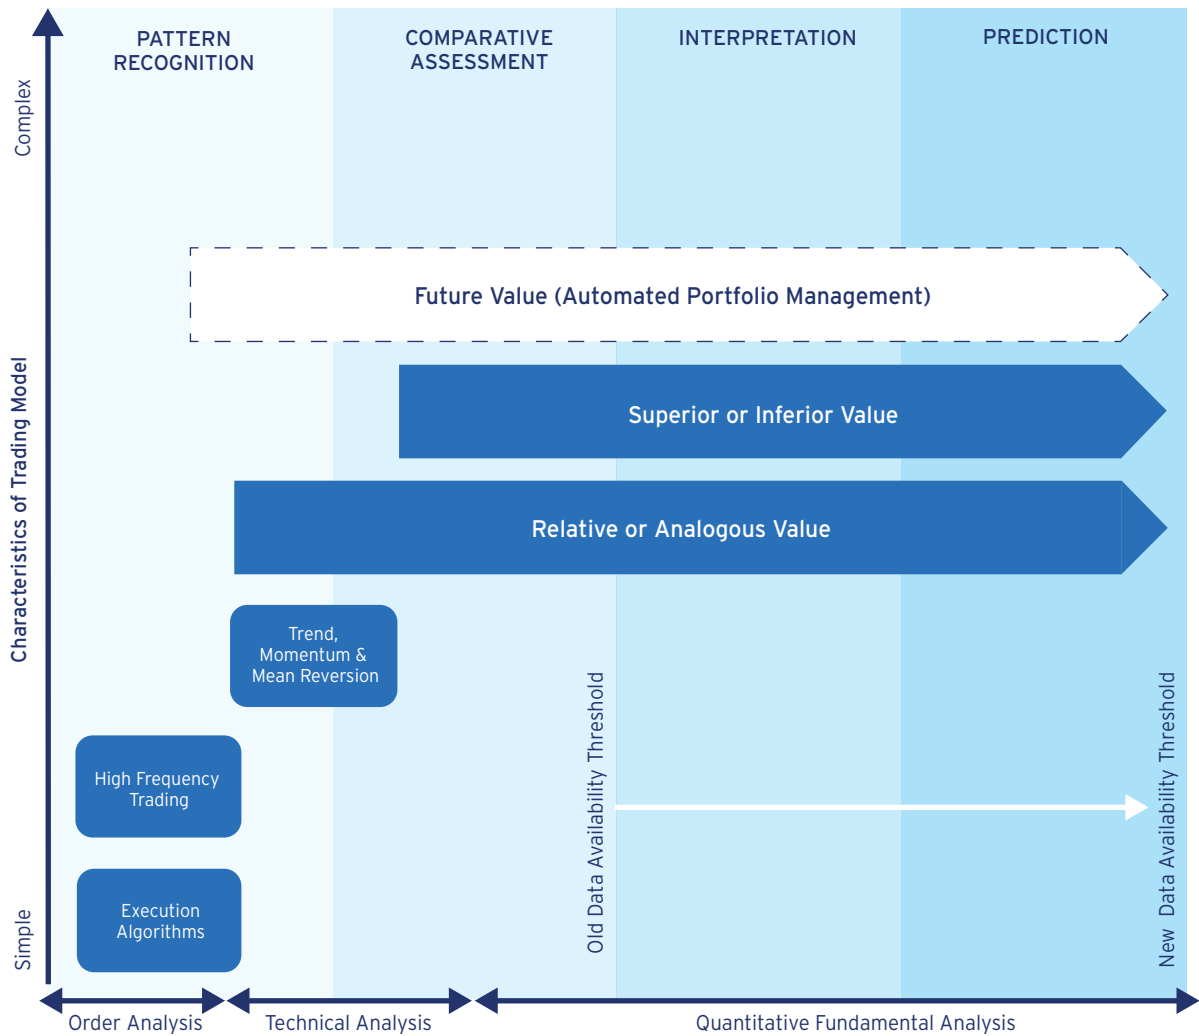 PATTERN
RECOGNITION
COMPARATIVE
ASSESSMENT
INTERPRETATION
PREDICTION
Complex
Characteristics of Trading Model
Simple
Future Value (Automated Portfolio Management)
Superior or Inferior Value
Relative or Analogous Value
Trend,
Momentum &
Mean Reversion
High Frequency
Trading
Execution
Algorithms
Old Data Availability Threshold
New Data Availability Threshold
Order Analysis
Technical Analysis
Quantitative Fundamental Analysis